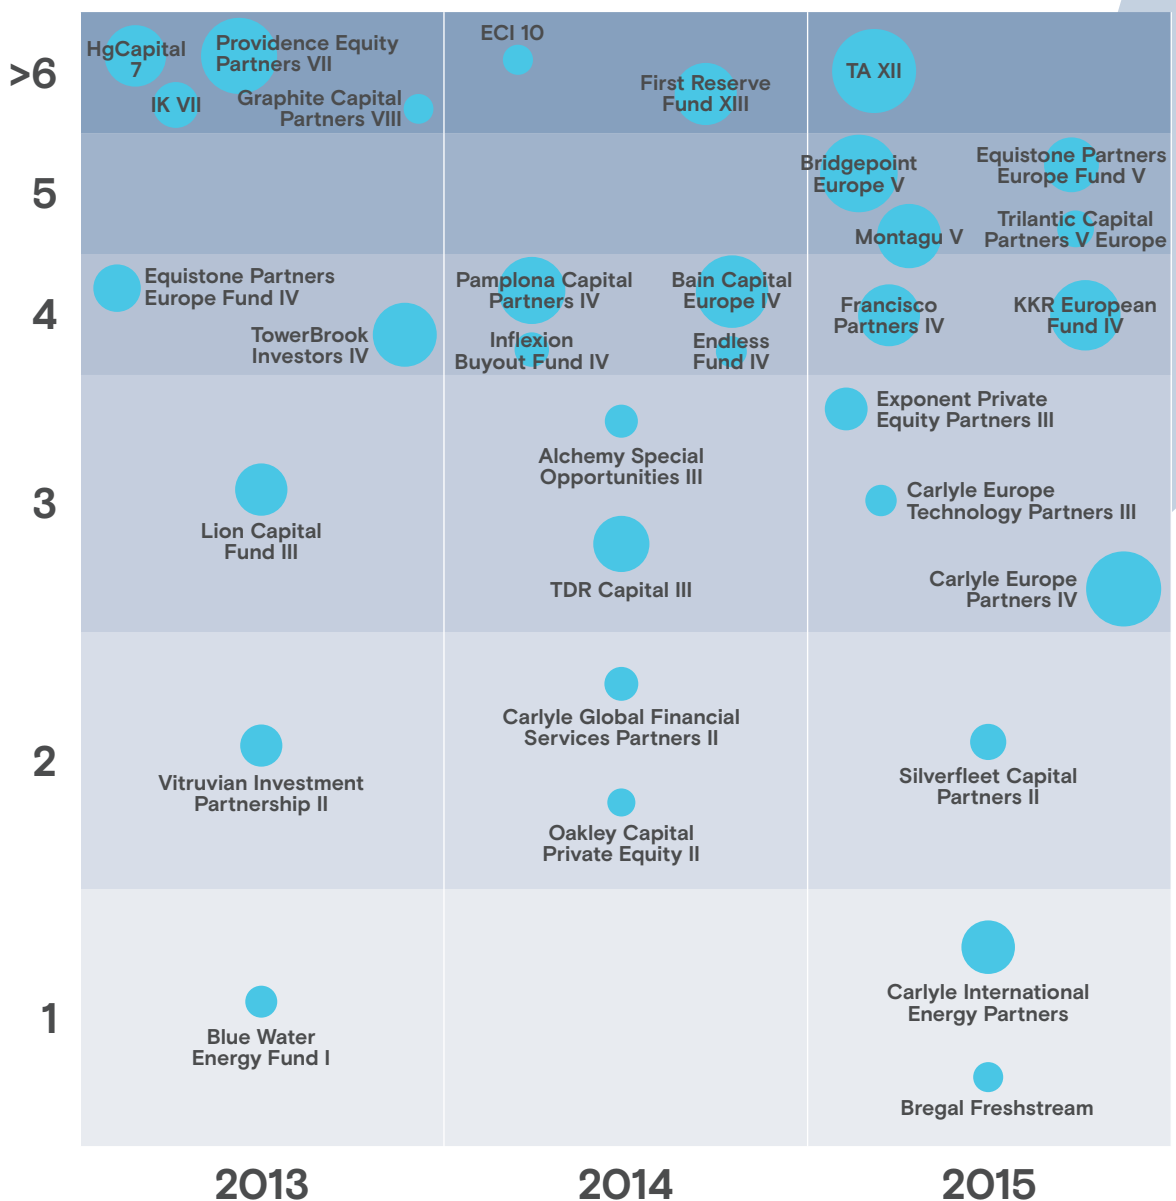 >6
HgCapital
7
Providence Equity
Partners VII
IK VII
Graphite Capital
Partners VIII
ECI 10
First Reserve
Fund XIII
TA XII
5
Bridgepoint
Europe V
Equistone Partners
Europe Fund V
Montagu V
Trilantic Capital
Partners V Europe
4
Equistone Partners
Europe Fund IV
TowerBrook
Investors IV
Pamplona Capital
Partners IV
Bain Capital
Europe IV
Inflexion
Buyout Fund IV
Endless
Fund IV
Francisco
Partners IV
KKR European
Fund IV
3
Lion Capital
Fund III
Alchemy Special
Opportunities III
TDR Capital III
Exponent Private
Equity Partners III
Carlyle Europe
Technology Partners III
Carlyle Europe
Partners IV
2
Vitruvian Investment
Partnership II
Carlyle Global Financial
Services Partners II
Oakley Capital
Private Equity II
Silverfleet Capital
Partners II
1
Blue Water
Energy Fund I
Carlyle International
Energy Partners
Bregal Freshstream
2013
2014
2015